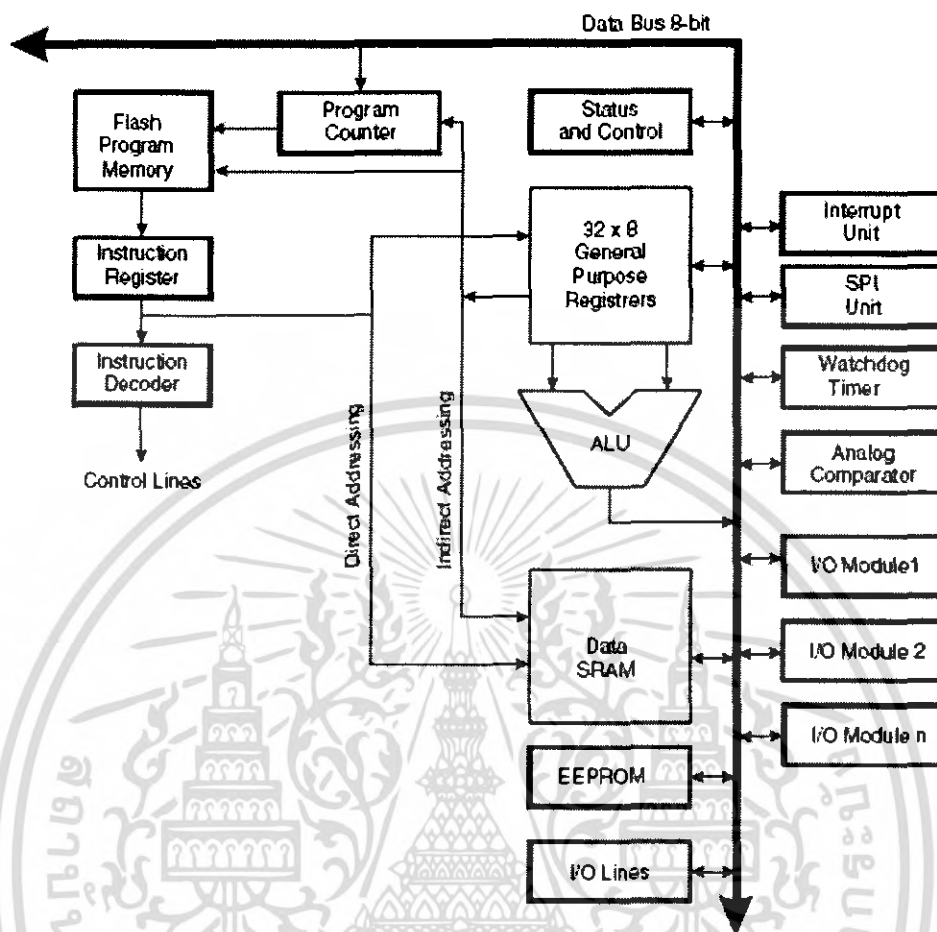 Data Bus 8-bit
Flash
Program
Memory
Program
Counter
Status
and Control
Instruction
Register
32 x 8
General
Purpose
Registrers
Interrupt
Unit
SPI
Unit
Instruction
Decoder
Watchdog
Timer
ALU
Analog
Comparator
Control Lines
Direct Addressing
Indirect Addressing
I/O Module1
Data
SRAM
I/O Module 2
I/O Module n
EEPROM
I/O Lines